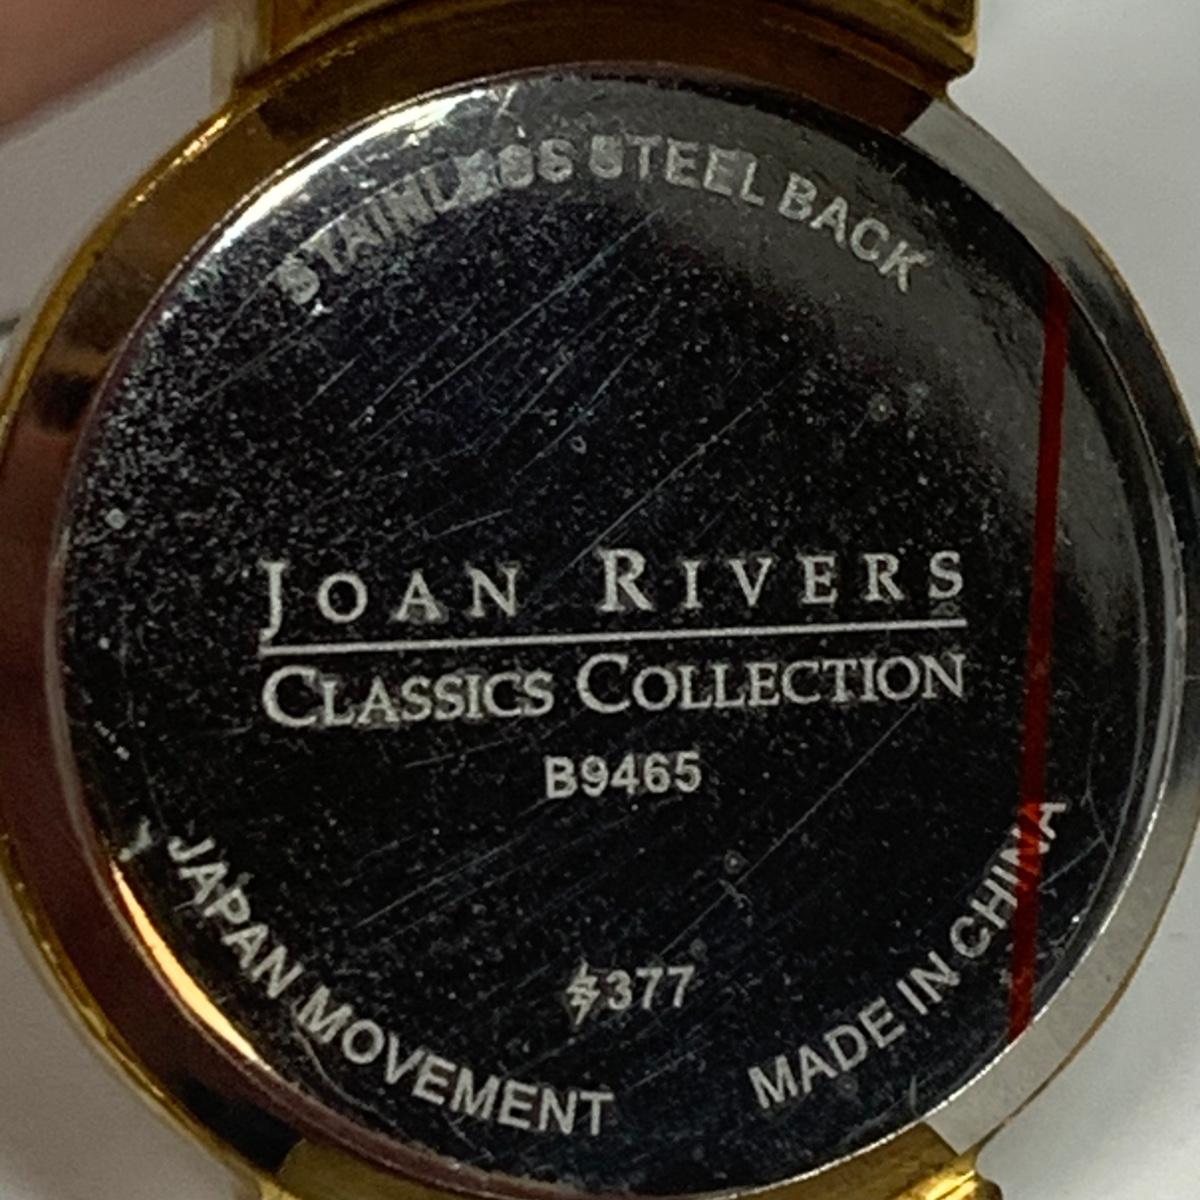 STAINLESS STEEL BACK
JOAN RIVERS
CLASSICS COLLECTION
B9465
377
JAPAN MOVEMENT
MADE IN CHINA